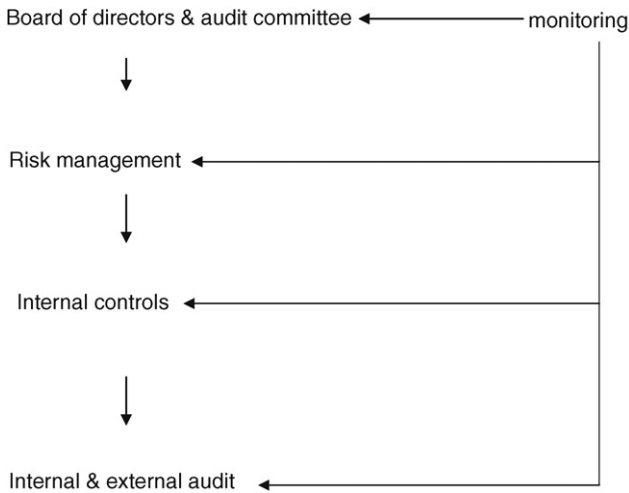 Board of directors & audit committee
monitoring
Risk management
Internal controls
Internal & external audit